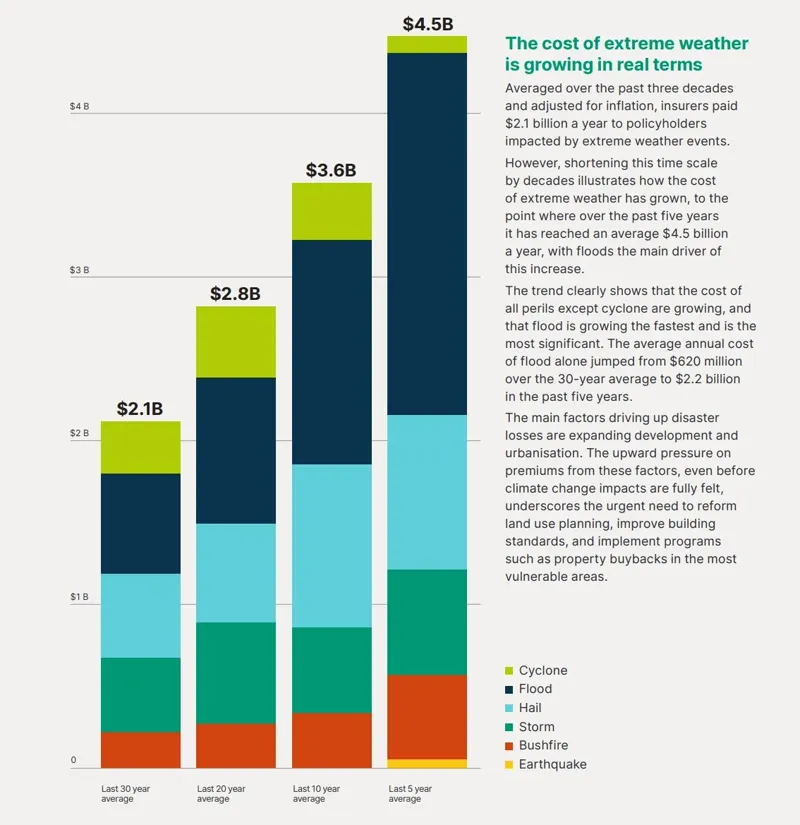 $4.5B
$4 B
$3.6B
$3 B
$2.8B
$2.1B
$2 B
$1 B
0
Last 30 year
average
Last 20 year
average
Last 10 year
average
Last 5 year
average
The cost of extreme weather
is growing in real terms
Averaged over the past three decades
and adjusted for inflation, insurers paid
$2.1 billion a year to policyholders
impacted by extreme weather events.
However, shortening this time scale
by decades illustrates how the cost
of extreme weather has grown, to the
point where over the past five years
it has reached an average $4.5 billion
a year, with floods the main driver of
this increase.
The trend clearly shows that the cost of
all perils except cyclone are growing, and
that flood is growing the fastest and is the
most significant. The average annual cost
of flood alone jumped from $620 million
over the 30-year average to $2.2 billion
in the past five years.
The main factors driving up disaster
losses are expanding development and
urbanisation. The upward pressure on
premiums from these factors, even before
climate change impacts are fully felt,
underscores the urgent need to reform
land use planning, improve building
standards, and implement programs
such as property buybacks in the most
vulnerable areas.
Cyclone
Flood
Hail
Storm
Bushfire
Earthquake